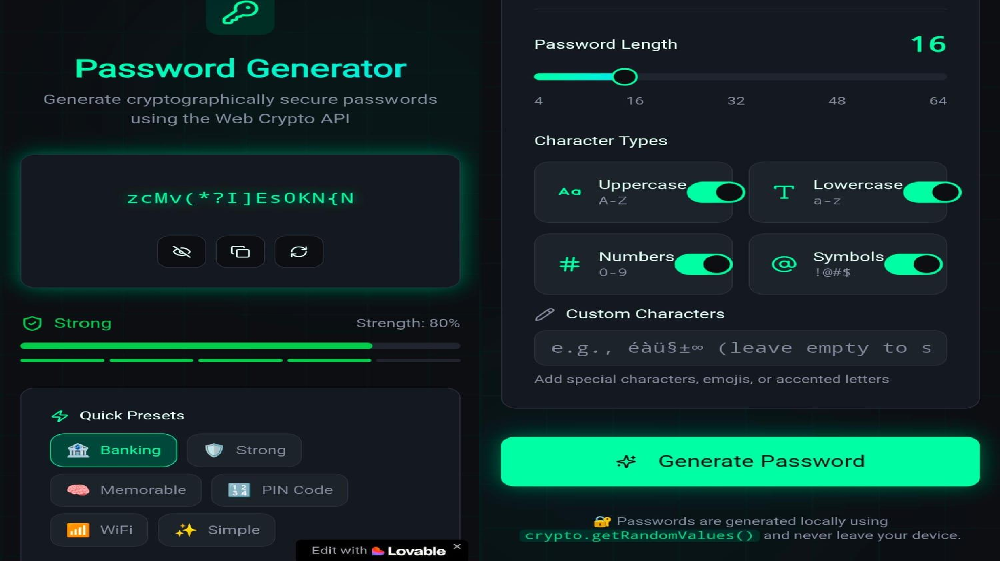 Password Generator
Generate cryptographically secure passwords
using the Web Crypto API
zcMv(*?I]Es0KN{N
Strong
Strength: 80%
Quick Presets
Banking
Strong
Memorable
PIN Code
WiFi
Simple
Edit with Lovable ×
Password Length
16
4 16 32 48 64
Character Types
Aa Uppercase
A-Z
T Lowercase
a-z
# Numbers
0-9
@ Symbols
!@#$
Custom Characters
e.g., éàü§±∞ (leave empty to s
Add special characters, emojis, or accented letters
Generate Password
🔐 Passwords are generated locally using
crypto.getRandomValues() and never leave your device.